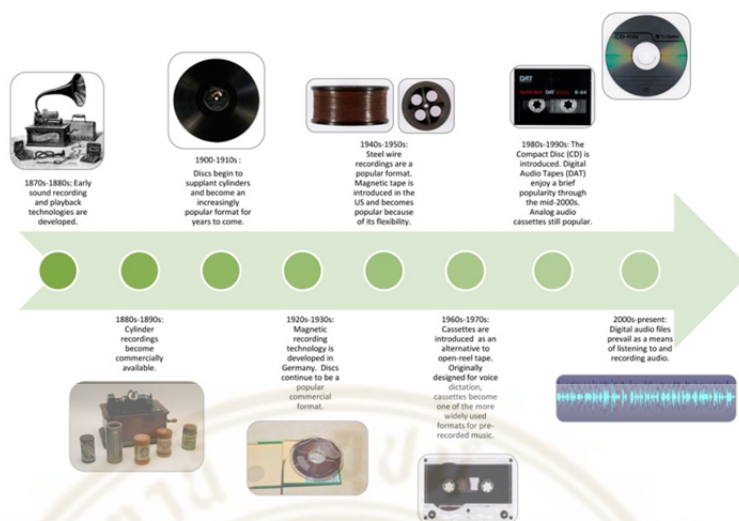 1870s-1880s: Early
sound recording
and playback
technologies are
developed.
1900-1910s :
Discs begin to
supplant cylinders
and become an
increasingly
popular format for
years to come.
1940s-1950s:
Steel wire
recordings are a
popular format.
Magnetic tape is
introduced in the
US and becomes
popular because
of its flexibility.
DAT
DAT
R-64
1980s-1990s: The
Compact Disc (CD) is
introduced. Digital
Audio Tapes (DAT)
enjoy a brief
popularity through
the mid-2000s.
Analog audio
cassettes still popular.
1880s-1890s:
Cylinder
recordings
become
commercially
available.
1920s-1930s:
Magnetic
recording
technology is
developed in
Germany. Discs
continue to be a
popular
commercial
format.
1960s-1970s:
Cassettes are
introduced as an
alternative to
open-reel tape.
Originally
designed for voice
dictation,
cassettes become
one of the more
widely used
formats for pre-
recorded music.
2000s-present:
Digital audio files
prevail as a means
of listening to and
recording audio.